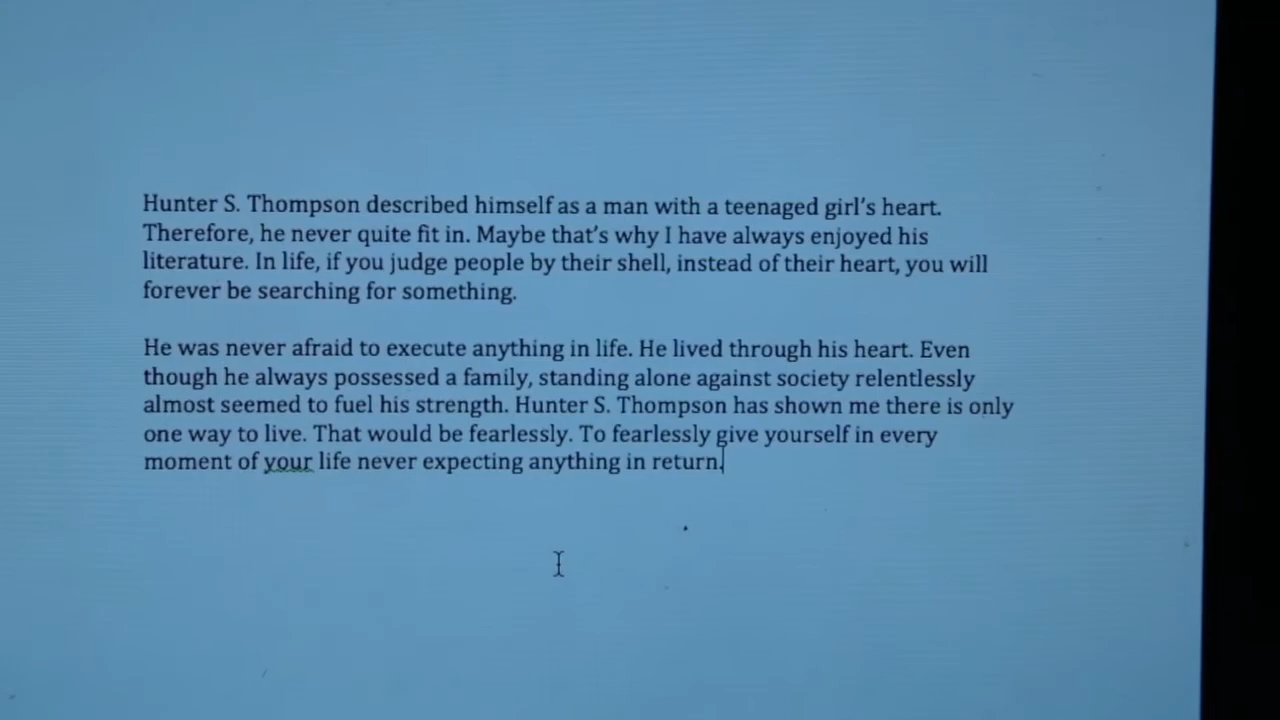 Hunter S. Thompson described himself as a man with a teenaged girl's heart.
Therefore, he never quite fit in. Maybe that's why I have always enjoyed his
literature. In life, if you judge people by their shell, instead of their heart, you will
forever be searching for something.
He was never afraid to execute anything in life. He lived through his heart. Even
though he always possessed a family, standing alone against society relentlessly
almost seemed to fuel his strength. Hunter S. Thompson has shown me there is only
one way to live. That would be fearlessly. To fearlessly give yourself in every
moment of your life never expecting anything in return.